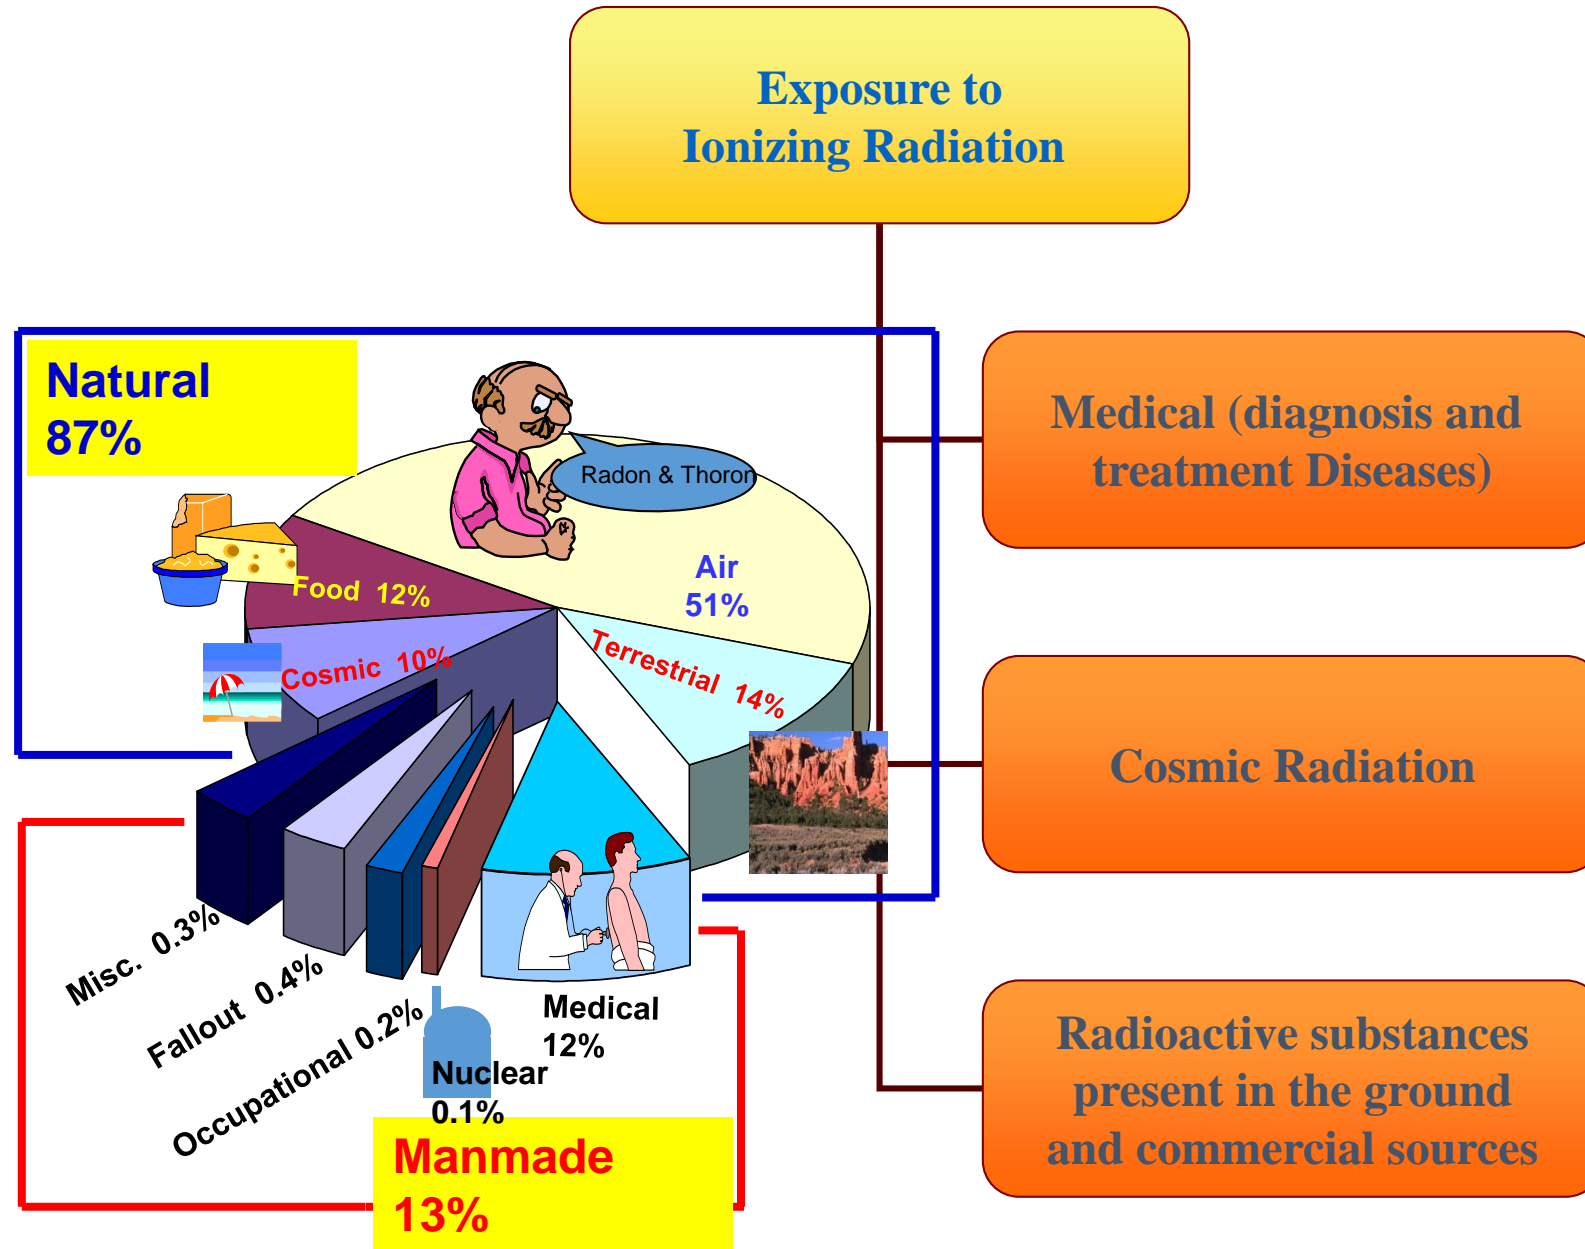 Exposure to
Ionizing Radiation
Natural
87%
Radon & Thoron
Air
51%
Food 12%
Cosmic 10%
Terrestrial 14%
Misc. 0.3%
Fallout 0.4%
Occupational 0.2%
Nuclear
0.1%
Medical
12%
Manmade
13%
Medical (diagnosis and
treatment Diseases)
Cosmic Radiation
Radioactive substances
present in the ground
and commercial sources